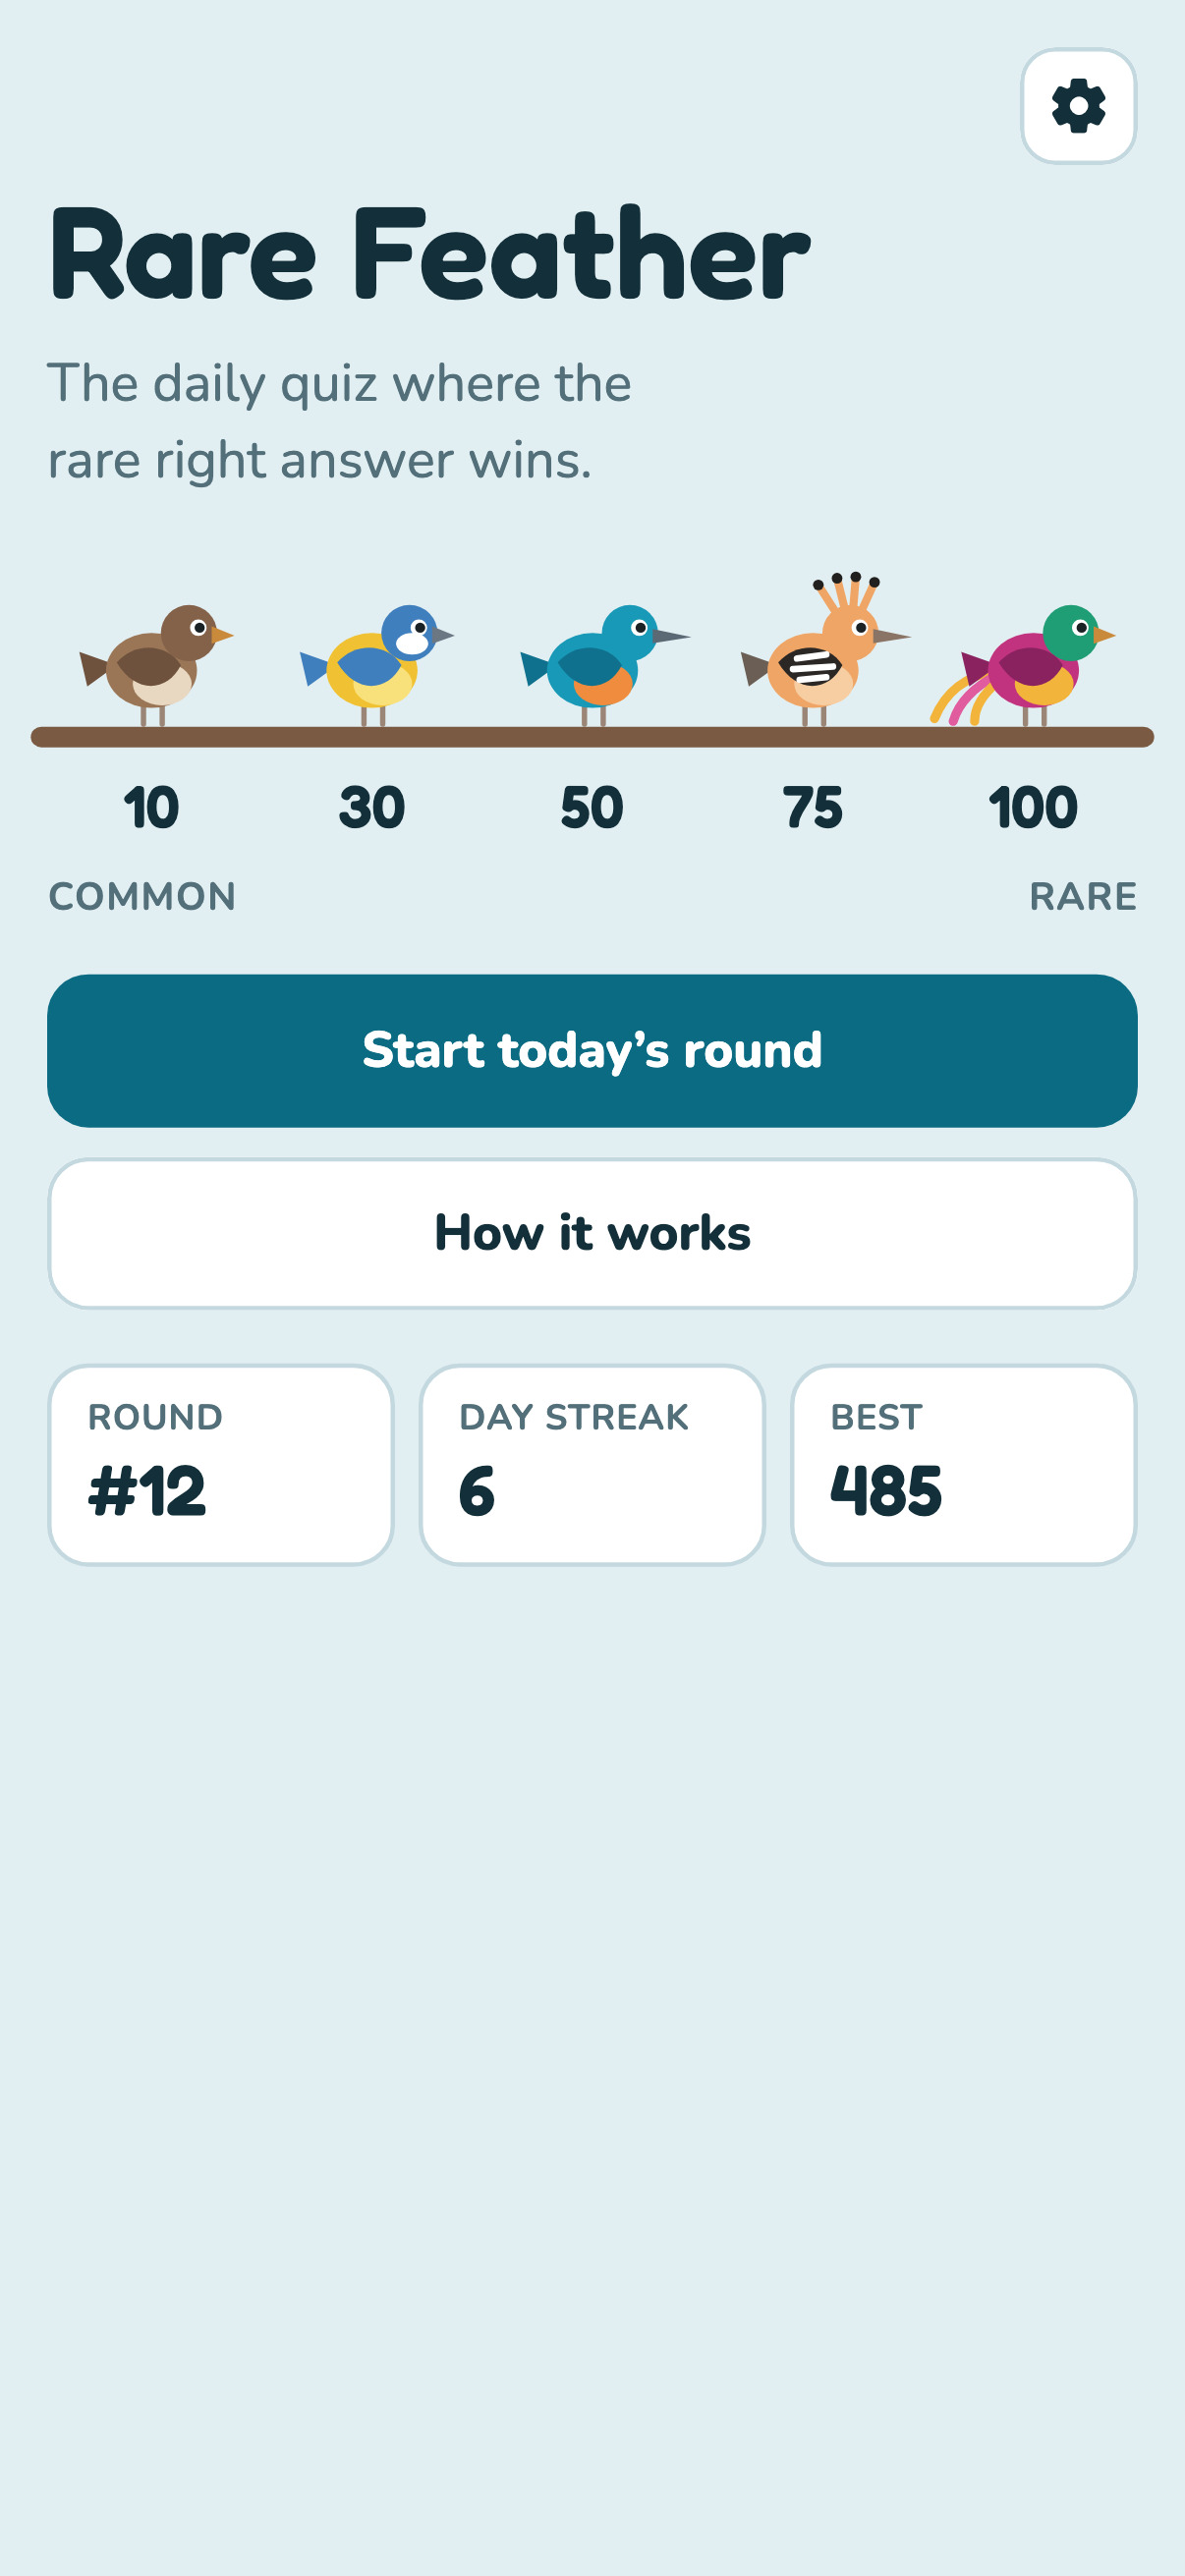 Rare Feather
The daily quiz where the
rare right answer wins.
10 30 50 75 100
COMMON RARE
Start today’s round
How it works
ROUND DAY STREAK BEST
#12 6 485